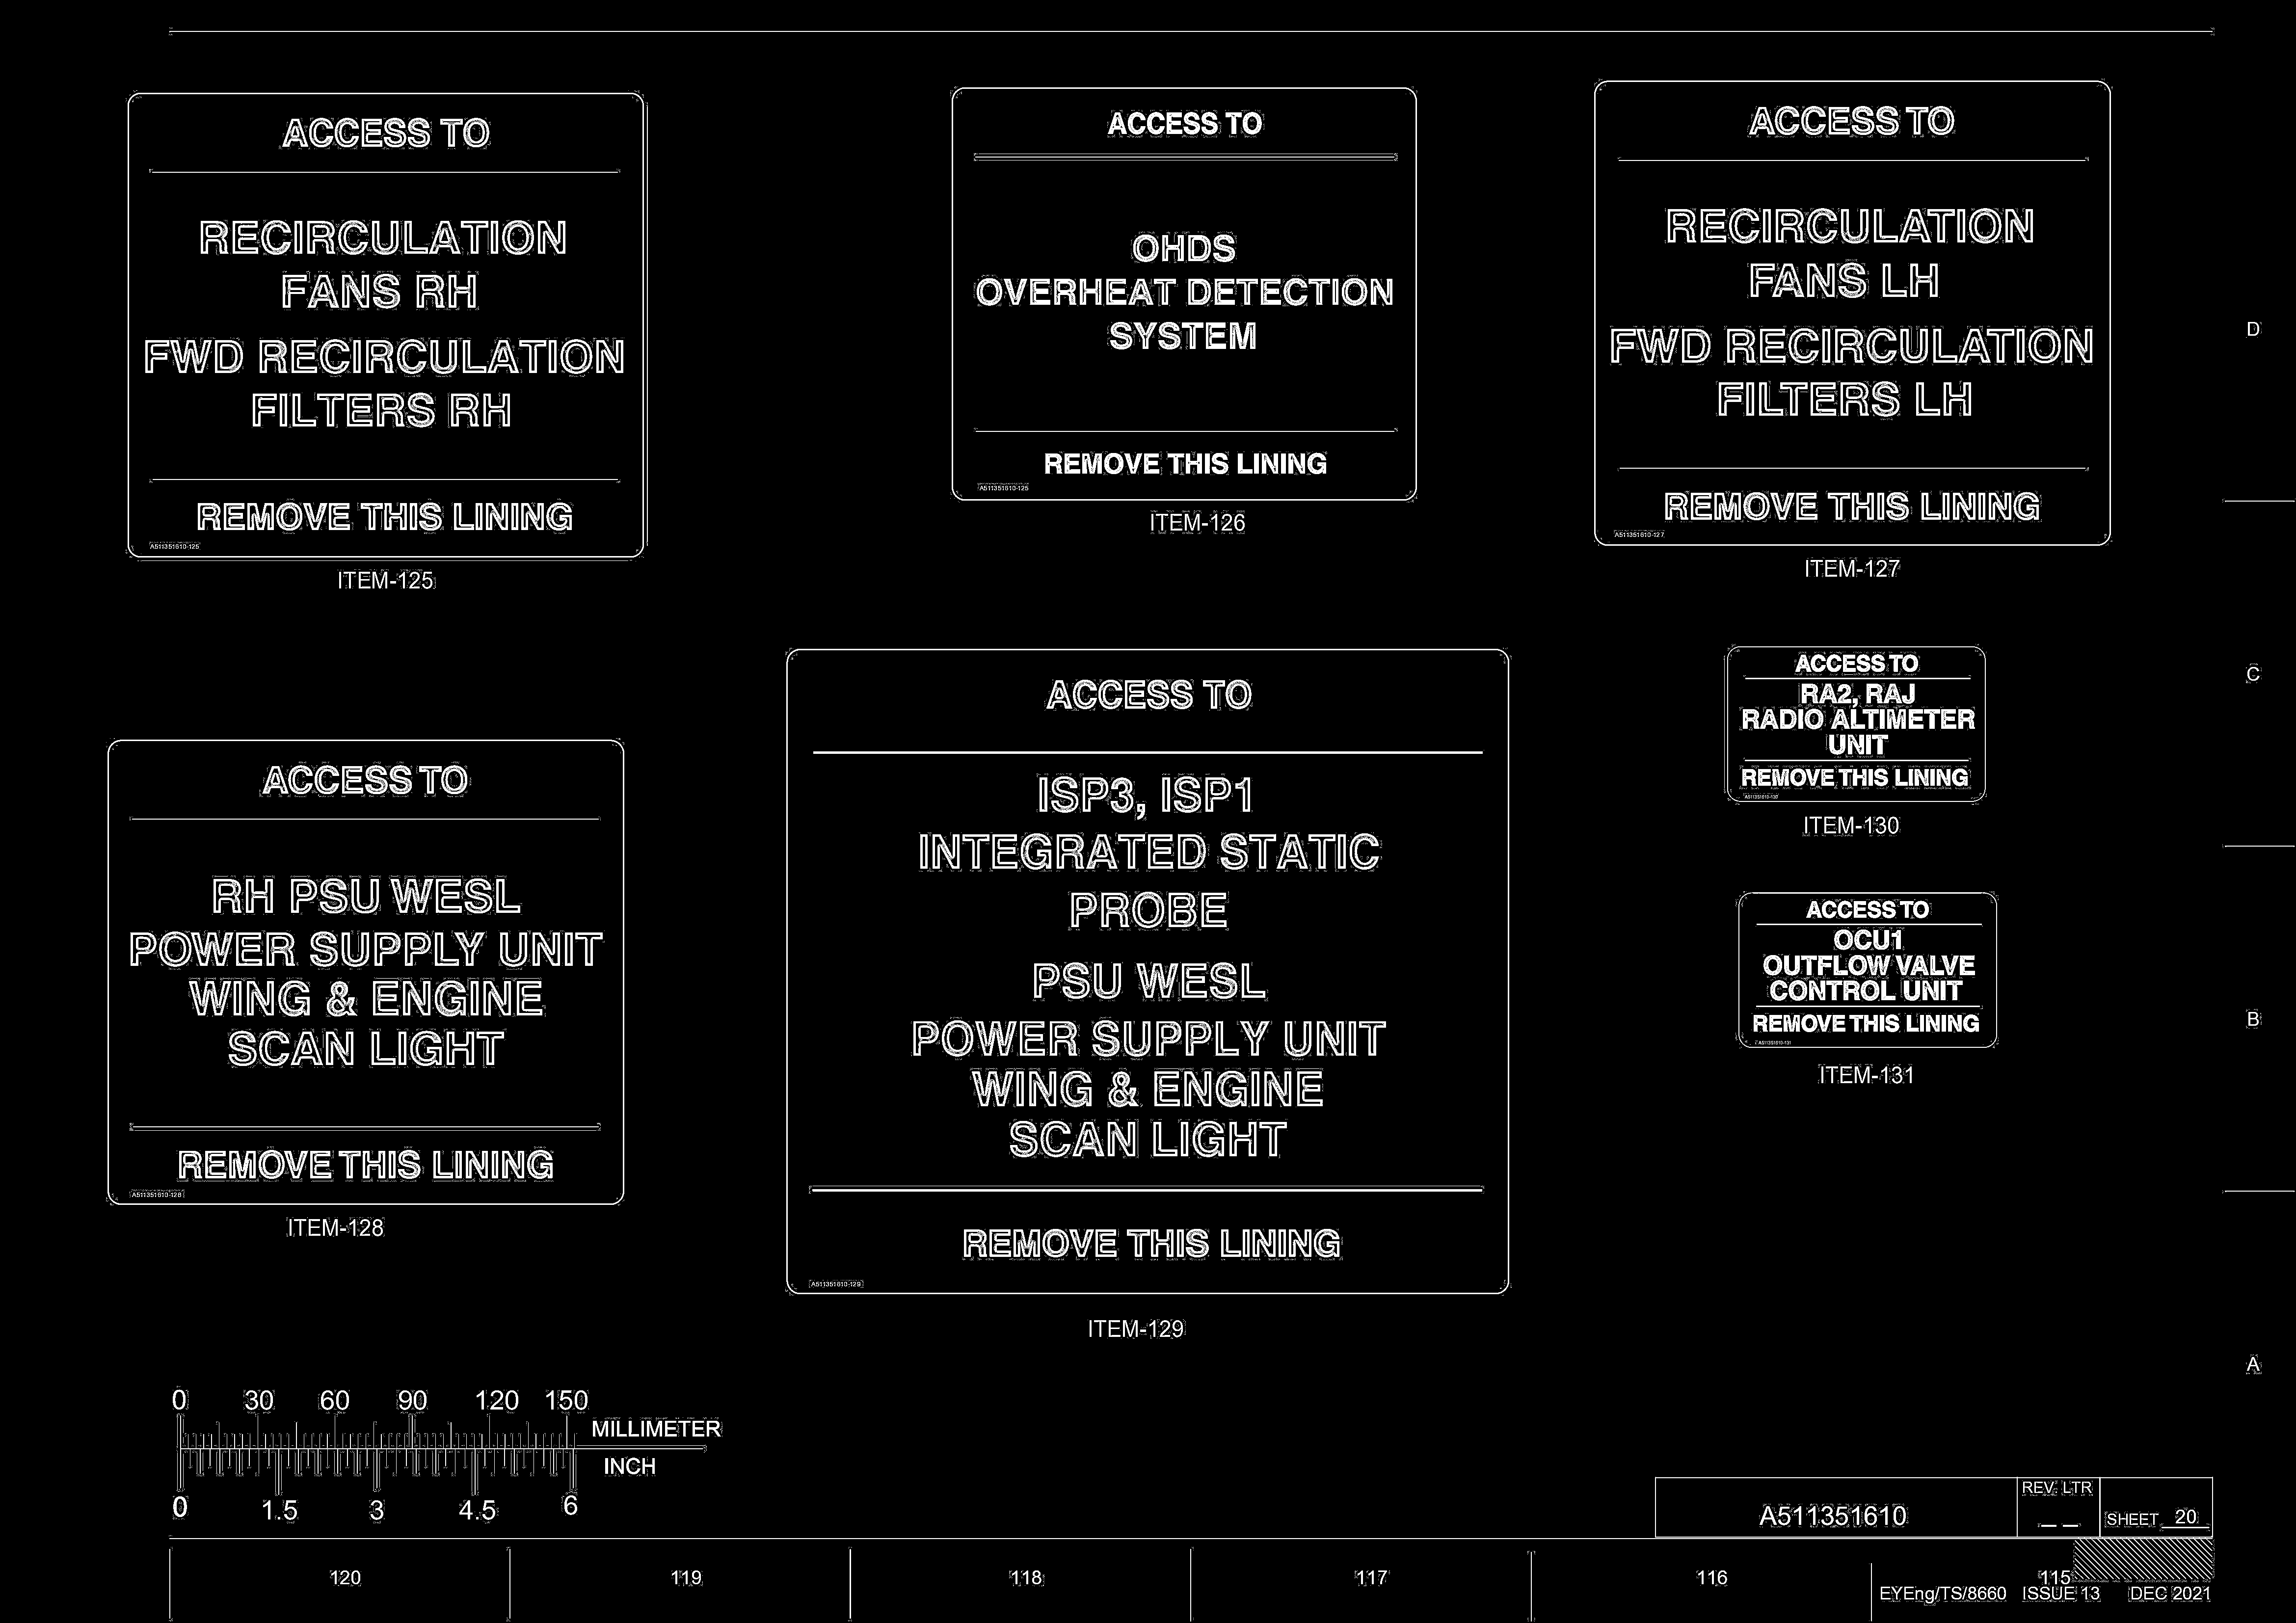 ACCESS TO
RECIRCULATION
FANS RH
FWD RECIRCULATION
FILTERS RH
REMOVE THIS LINING
A511351610-125
ITEM-125
ACCESS TO
OHDS
OVERHEAT DETECTION
SYSTEM
REMOVE THIS LINING
A511351610-125
ITEM-126
ACCESS TO
RECIRCULATION
FANS LH
FWD RECIRCULATION
FILTERS LH
REMOVE THIS LINING
A511351610-127
ITEM-127
D
ACCESS TO
RH PSU WESL
POWER SUPPLY UNIT
WING & ENGINE
SCAN LIGHT
REMOVE THIS LINING
A511351610-128
ITEM-128
ACCESS TO
ISP3, ISP1
INTEGRATED STATIC
PROBE
PSU WESL
POWER SUPPLY UNIT
WING & ENGINE
SCAN LIGHT
REMOVE THIS LINING
A511351610-129
ITEM-129
ACCESS TO
RA2, RAJ
RADIO ALTIMETER
UNIT
REMOVE THIS LINING
A511351610-130
ITEM-130
C
ACCESS TO
OCU1
OUTFLOW VALVE
CONTROL UNIT
REMOVE THIS LINING
A511351610-131
ITEM-131
B
A
0 30 60 90 120 150
MILLIMETER
INCH
0 1.5 3 4.5 6
A511351610
REV LTR
_ _
SHEET 20
120 119 118 117 116 115
EYEng/TS/8660 ISSUE 13 DEC 2021